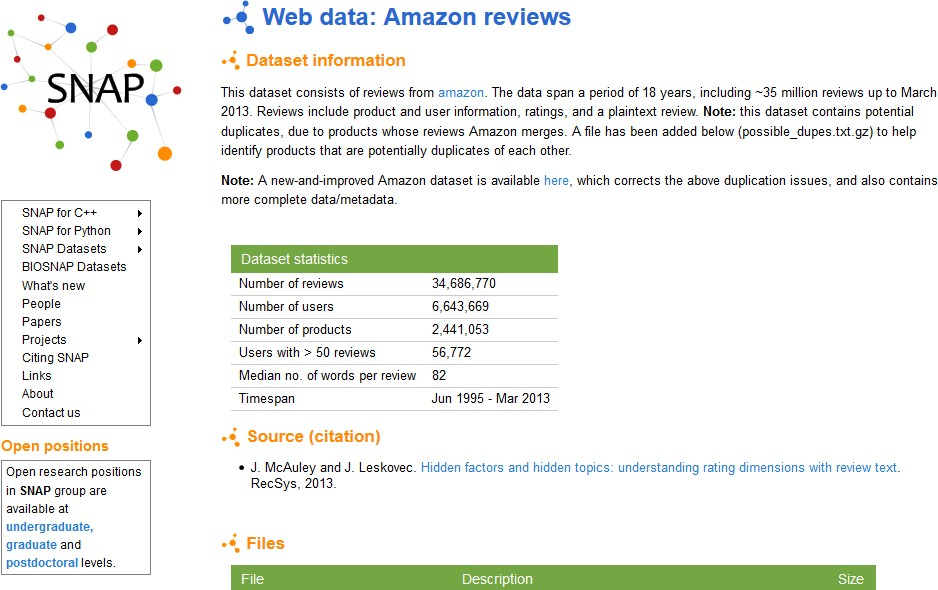 SNAP
SNAP for C++
SNAP for Python
SNAP Datasets
BIOSNAP Datasets
What's new
People
Papers
Projects
Citing SNAP
Links
About
Contact us
Open positions
Open research positions
in SNAP group are
available at
undergraduate,
graduate and
postdoctoral levels.
Web data: Amazon reviews
Dataset information
This dataset consists of reviews from amazon. The data span a period of 18 years, including ~35 million reviews up to March
2013. Reviews include product and user information, ratings, and a plaintext review. Note: this dataset contains potential
duplicates, due to products whose reviews Amazon merges. A file has been added below (possible_dupes.txt.gz) to help
identify products that are potentially duplicates of each other.
Note: A new-and-improved Amazon dataset is available here, which corrects the above duplication issues, and also contains
more complete data/metadata.
Dataset statistics
Number of reviews 34,686,770
Number of users 6,643,669
Number of products 2,441,053
Users with > 50 reviews 56,772
Median no. of words per review 82
Timespan Jun 1995 - Mar 2013
Source (citation)
• J. McAuley and J. Leskovec. Hidden factors and hidden topics: understanding rating dimensions with review text.
RecSys, 2013.
Files
File Description Size